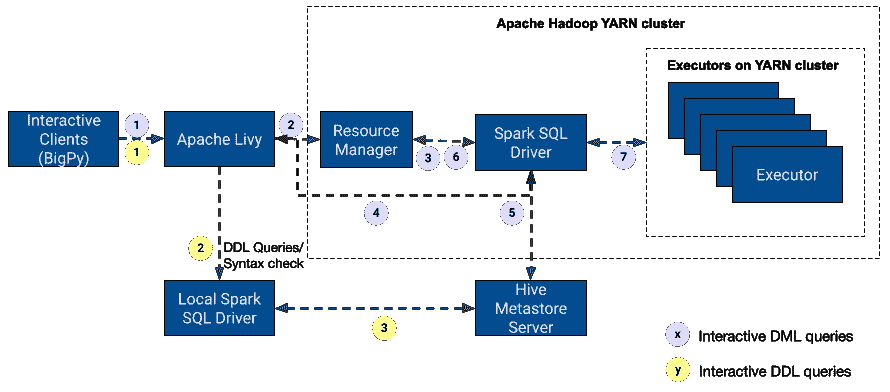 Apache Hadoop YARN cluster
Executors on YARN cluster
Interactive
Clients
(BigPy)
1
1
Apache Livy
2
Resource
Manager
3
6
Spark SQL
Driver
7
Executor
4
5
2
DDL Queries/
Syntax check
Local Spark
SQL Driver
3
Hive
Metastore
Server
x
Interactive DML queries
y
Interactive DDL queries